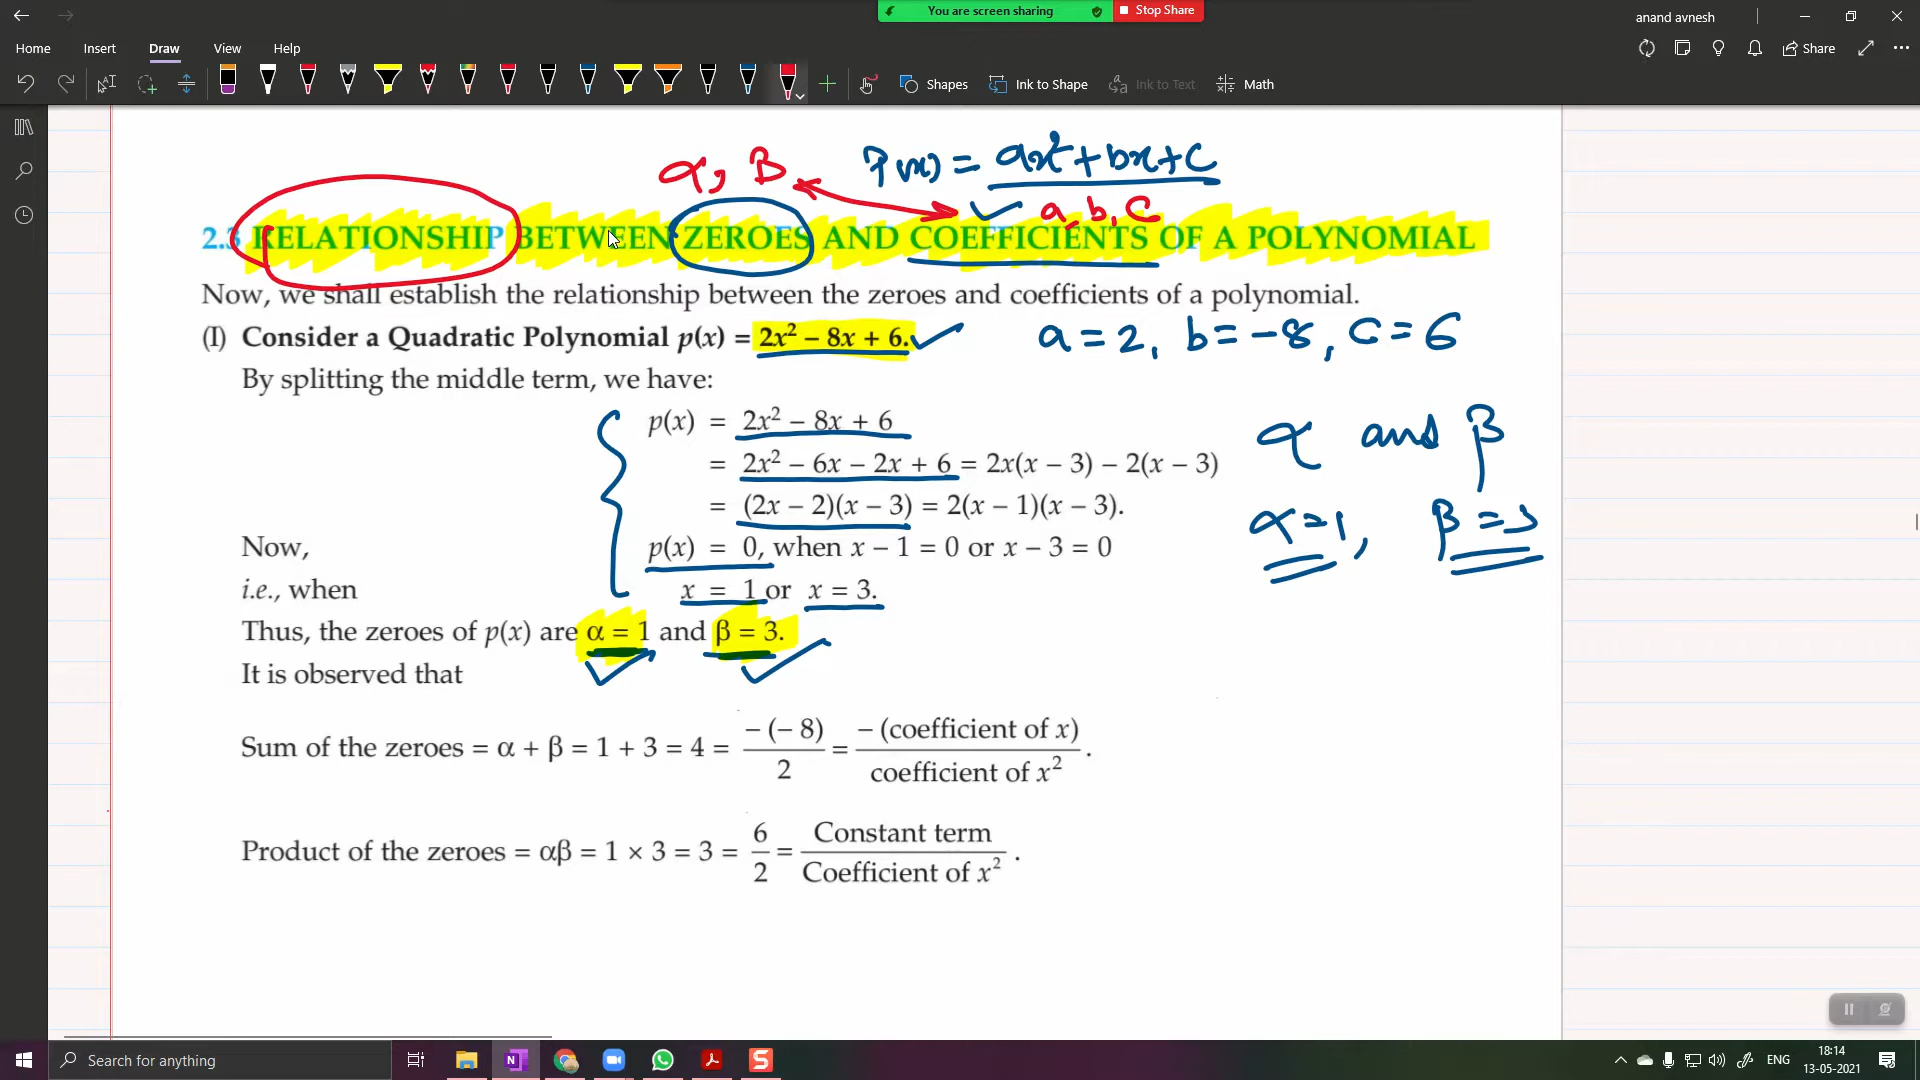 You are screen sharing
Stop Share
anand avnesh
Home Insert Draw View Help
Share
Shapes Ink to Shape Ink to Text Math
α, B P(x) = ax²+bx+c
a, b, c
2.3 RELATIONSHIP BETWEEN ZEROES AND COEFFICIENTS OF A POLYNOMIAL
Now, we shall establish the relationship between the zeroes and coefficients of a polynomial.
(I) Consider a Quadratic Polynomial p(x) = 2x² – 8x + 6. a = 2, b = -8, c = 6
By splitting the middle term, we have:
p(x) = 2x² – 8x + 6
α and β
= 2x² – 6x – 2x + 6 = 2x(x – 3) – 2(x – 3)
= (2x – 2)(x – 3) = 2(x – 1)(x – 3).
α=1, β=3
Now, p(x) = 0, when x – 1 = 0 or x – 3 = 0
i.e., when x = 1 or x = 3.
Thus, the zeroes of p(x) are α = 1 and β = 3.
It is observed that
Sum of the zeroes = α + β = 1 + 3 = 4 = – (– 8) / 2 = – (coefficient of x) / coefficient of x² .
Product of the zeroes = αβ = 1 × 3 = 3 = 6 / 2 = Constant term / Coefficient of x² .
Search for anything
ENG
18:14
13-05-2021